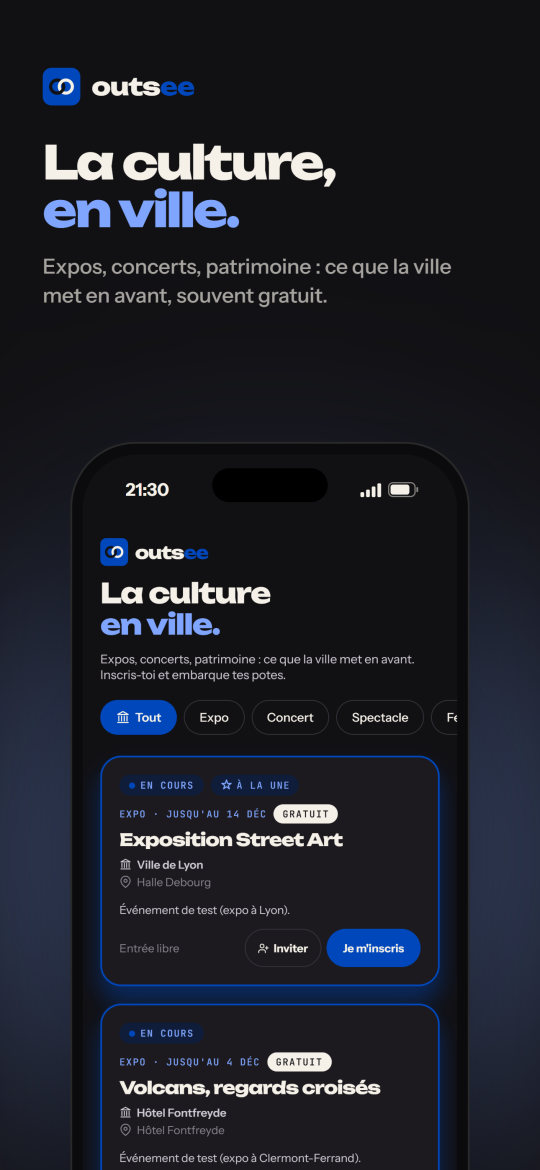 outsee
La culture,
en ville.
Expos, concerts, patrimoine : ce que la ville
met en avant, souvent gratuit.
21:30
outsee
La culture
en ville.
Expos, concerts, patrimoine : ce que la ville met en avant.
Inscris-toi et embarque tes potes.
Tout Expo Concert Spectacle Fe
EN COURS À LA UNE
EXPO · JUSQU'AU 14 DÉC GRATUIT
Exposition Street Art
Ville de Lyon
Halle Debourg
Événement de test (expo à Lyon).
Entrée libre Inviter Je m'inscris
EN COURS
EXPO · JUSQU'AU 4 DÉC GRATUIT
Volcans, regards croisés
Hôtel Fontfreyde
Hôtel Fontfreyde
Événement de test (expo à Clermont-Ferrand).